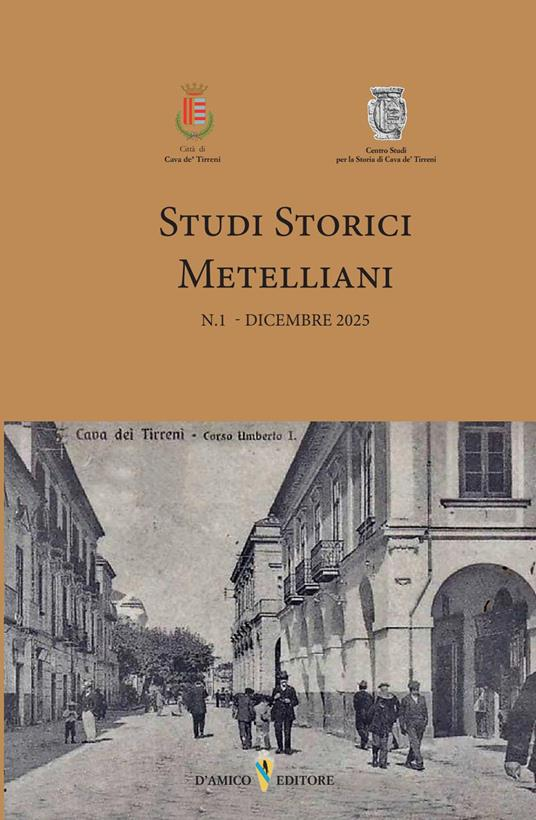 Città di
Cava de' Tirreni
Centro Studi
per la Storia di Cava de' Tirreni
STUDI STORICI
METELLIANI
N.1 - DICEMBRE 2025
Cava dei Tirreni - Corso Umberto I.
D'AMICO EDITORE